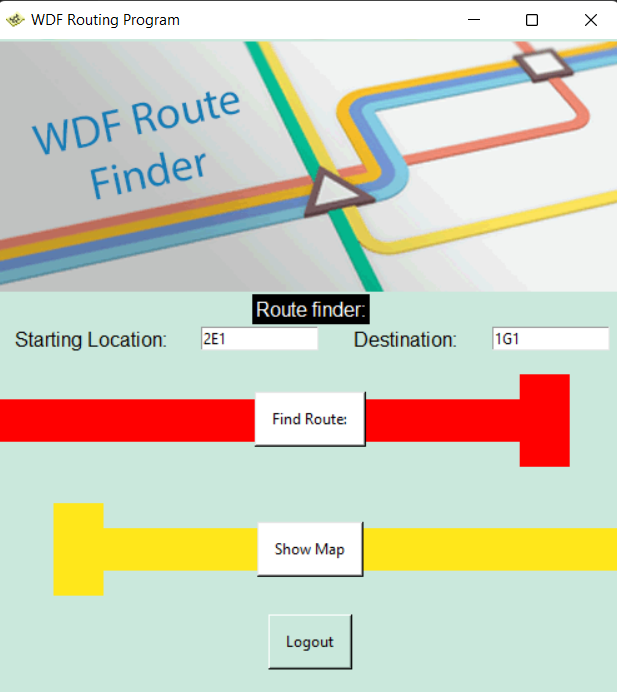 WDF Routing Program
WDF Route
Finder
Route finder:
Starting Location: 2E1 Destination: 1G1
Find Route:
Show Map
Logout